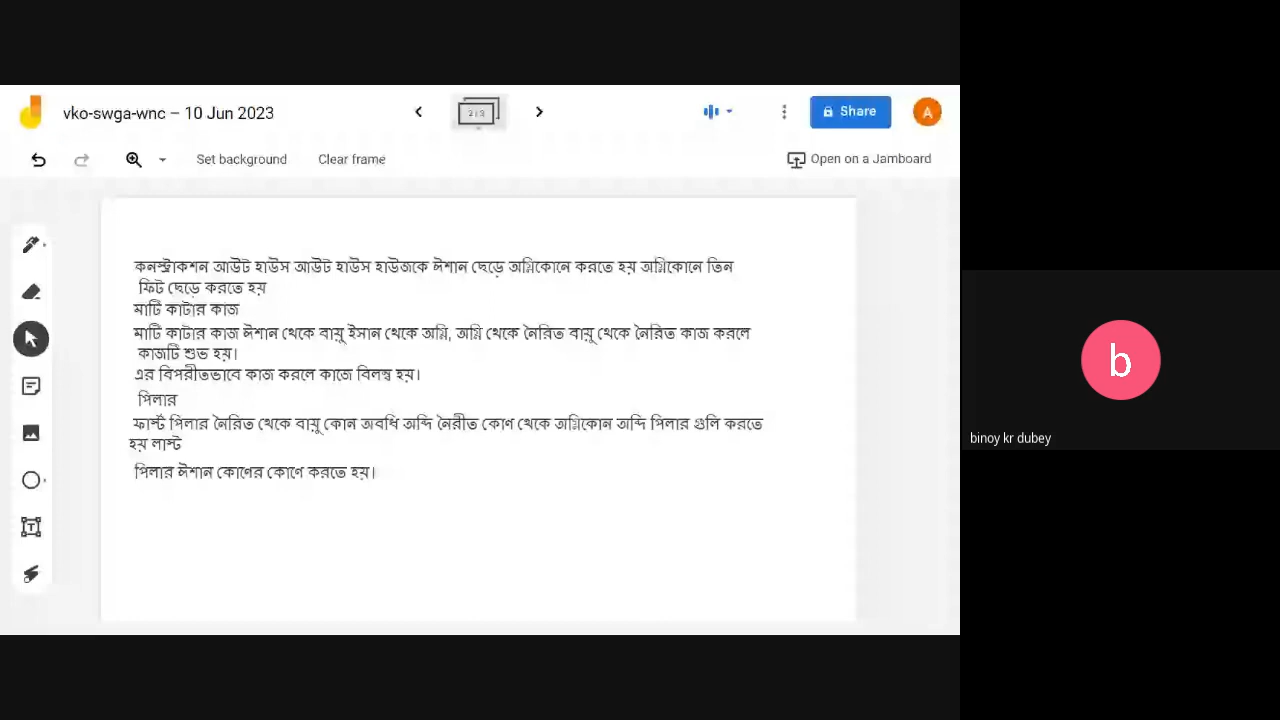 vko-swga-wnc – 10 Jun 2023
2/3
Share
A
Set background
Clear frame
Open on a Jamboard
কনস্ট্রাকশন আউট হাউস আউট হাউস হাউজকে ঈশান ছেড়ে অগ্নিকোনে করতে হয় অগ্নিকোনে তিন
ফিট ছেড়ে করতে হয়
মাটি কাটার কাজ
মাটি কাটার কাজ ঈশান থেকে বায়ু ইসান থেকে অগ্নি, অগ্নি থেকে নৈরিত বায়ু থেকে নৈরিত কাজ করলে
কাজটি শুভ হয়।
এর বিপরীতভাবে কাজ করলে কাজে বিলম্ব হয়।
পিলার
ফার্স্ট পিলার নৈরিত থেকে বায়ু কোন অবধি অব্দি নৈরীত কোণ থেকে অগ্নিকোন অব্দি পিলার গুলি করতে
হয় লাস্ট
পিলার ঈশান কোণের কোণে করতে হয়।
T
b
binoy kr dubey